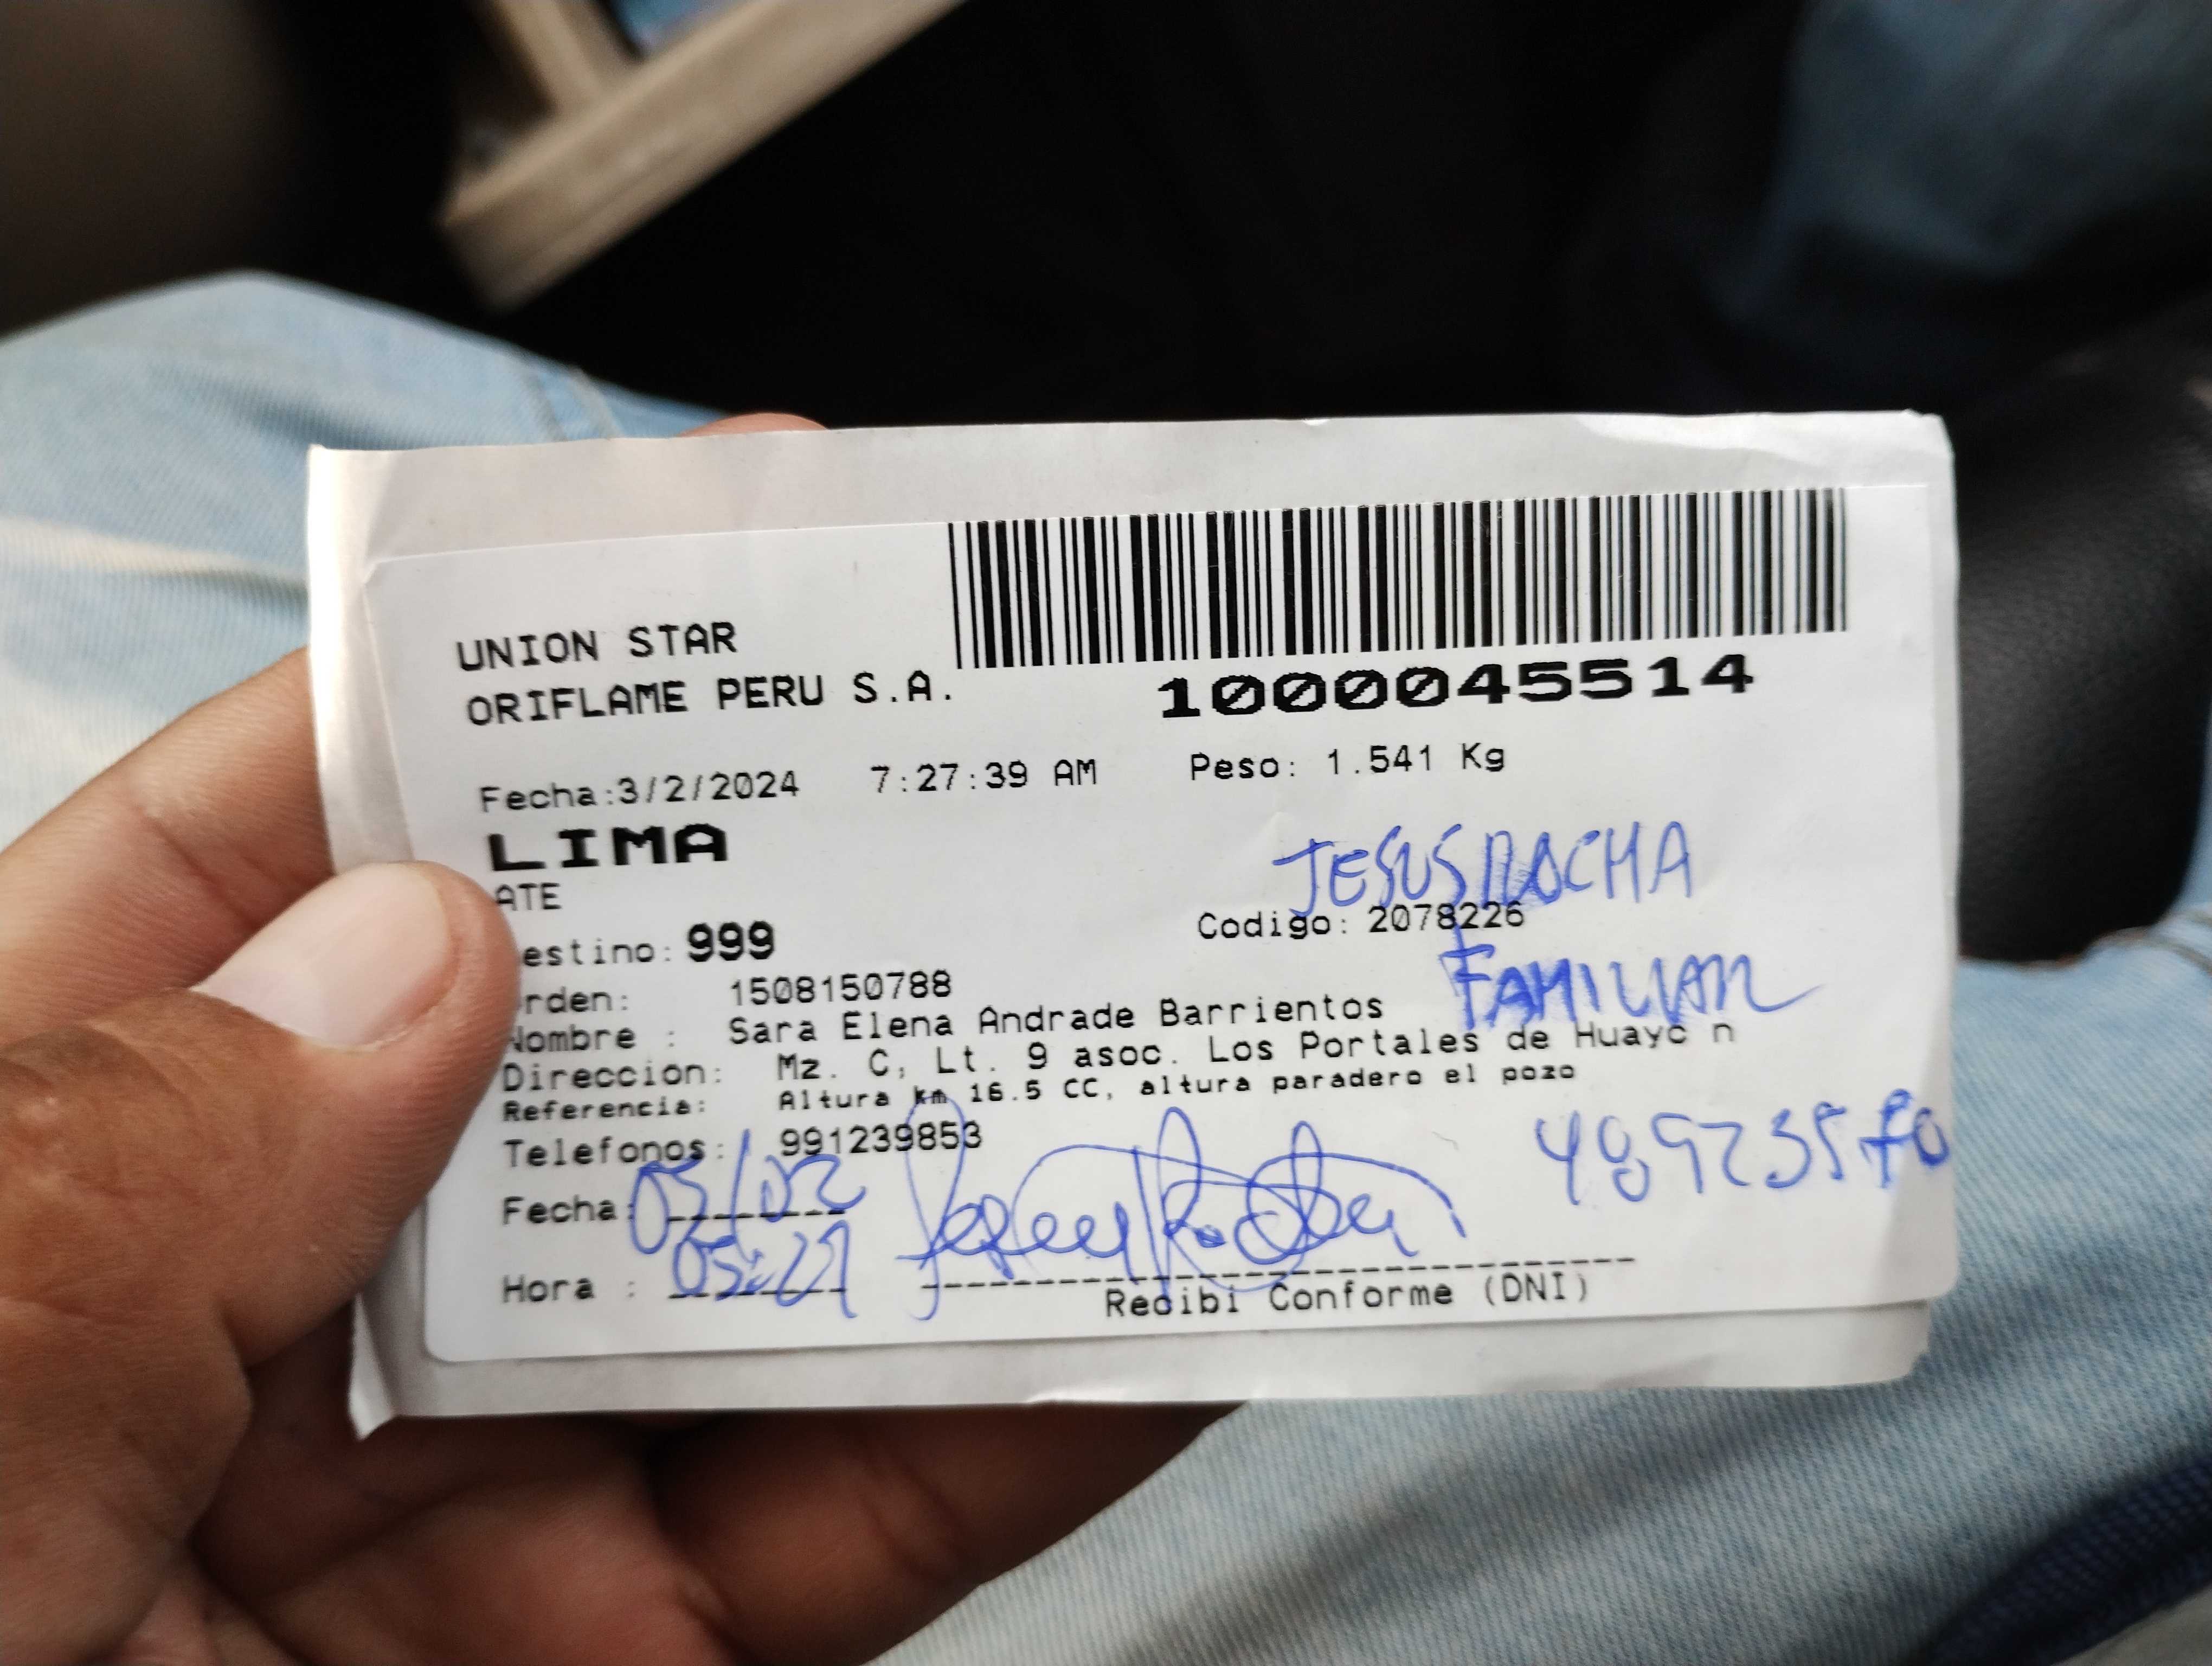 UNION STAR
ORIFLAME PERU S.A.
1000045514
Fecha:3/2/2024 7:27:39 AM Peso: 1.541 Kg
LIMA
JESUS ROCHA
ATE
Codigo: 2078226
estino: 999
FAMILIAR
rden: 1508150788
Nombre : Sara Elena Andrade Barrientos
Direccion: Mz. C, Lt. 9 asoc. Los Portales de Huayc n
Referencia: Altura km 16.5 CC, altura paradero el pozo
Telefonos: 991239853
Fecha: 05/02
Hora :
Recibi Conforme (DNI)